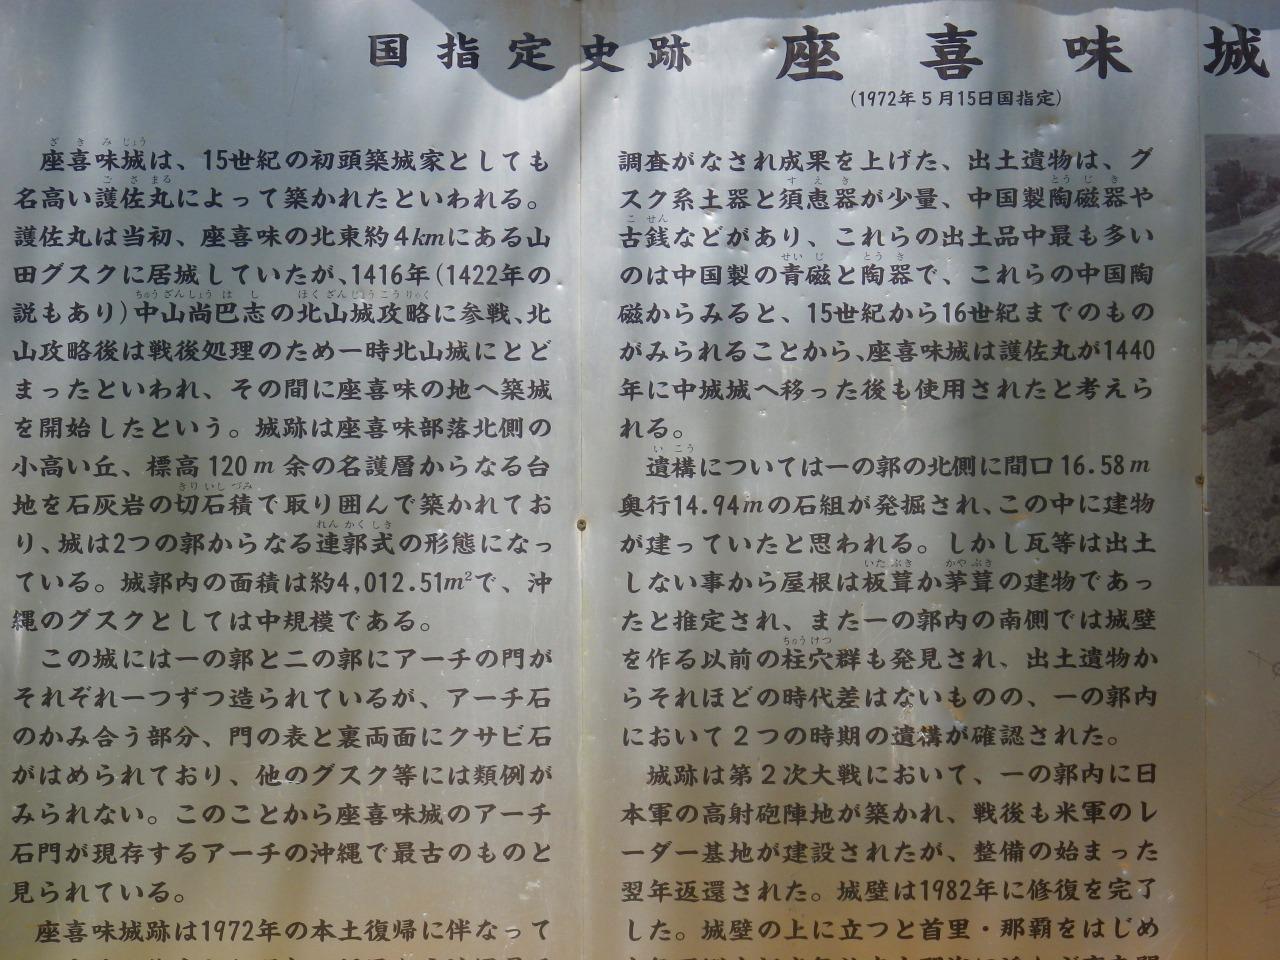 国指定史跡 座喜味城
(1972年5月15日国指定)
座喜味城は、15世紀の初頭築城家としても
名高い護佐丸によって築かれたといわれる。
護佐丸は当初、座喜味の北東約4kmにある山
田グスクに居城していたが、1416年(1422年の
説もあり)中山尚巴志の北山城攻略に参戦、北
山攻略後は戦後処理のため一時北山城にとど
まったといわれ、その間に座喜味の地へ築城
を開始したという。城跡は座喜味部落北側の
小高い丘、標高120m余の名護層からなる台
地を石灰岩の切石積で取り囲んで築かれてお
り、城は2つの郭からなる連郭式の形態になっ
ている。城郭内の面積は約4,012.51m²で、沖
縄のグスクとしては中規模である。
この城には一の郭と二の郭にアーチの門が
それぞれ一つずつ造られているが、アーチ石
のかみ合う部分、門の表と裏両面にクサビ石
がはめられており、他のグスク等には類例が
みられない。このことから座喜味城のアーチ
石門が現存するアーチの沖縄で最古のものと
見られている。
座喜味城跡は1972年の本土復帰に伴なって
調査がなされ成果を上げた、出土遺物は、グ
スク系土器と須恵器が少量、中国製陶磁器や
古銭などがあり、これらの出土品中最も多い
のは中国製の青磁と陶器で、これらの中国陶
磁からみると、15世紀から16世紀までのもの
がみられることから、座喜味城は護佐丸が1440
年に中城城へ移った後も使用されたと考えら
れる。
遺構については一の郭の北側に間口16.58m
奥行14.94mの石組が発掘され、この中に建物
が建っていたと思われる。しかし瓦等は出土
しない事から屋根は板葺か茅葺の建物であっ
たと推定され、また一の郭内の南側では城壁
を作る以前の柱穴群も発見され、出土遺物か
らそれほどの時代差はないものの、一の郭内
において2つの時期の遺構が確認された。
城跡は第2次大戦において、一の郭内に日
本軍の高射砲陣地が築かれ、戦後も米軍のレ
ーダー基地が建設されたが、整備の始まった
翌年返還された。城壁は1982年に修復を完了
した。城壁の上に立つと首里・那覇をはじめ